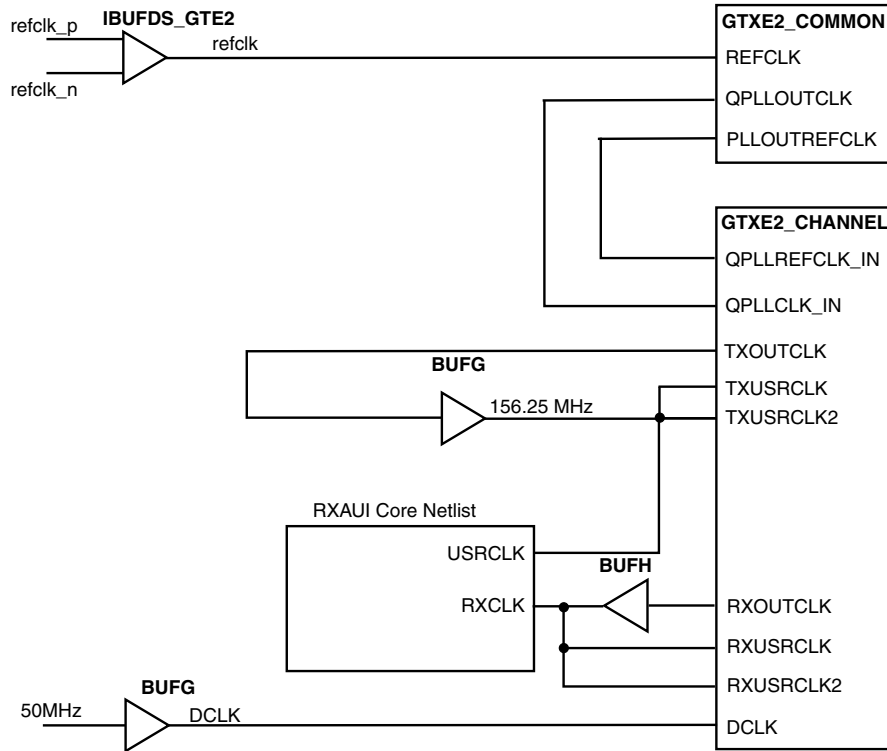 IBUFDS_GTE2
refclk_p
refclk
refclk_n
GTXE2_COMMON
REFCLK
QPLLOUTCLK
PLLOUTREFCLK
GTXE2_CHANNEL
QPLLREFCLK_IN
QPLLCLK_IN
TXOUTCLK
BUFG
TXUSRCLK
156.25 MHz
TXUSRCLK2
RXAUI Core Netlist
USRCLK
BUFH
RXCLK
RXOUTCLK
RXUSRCLK
RXUSRCLK2
BUFG
50MHz
DCLK
DCLK